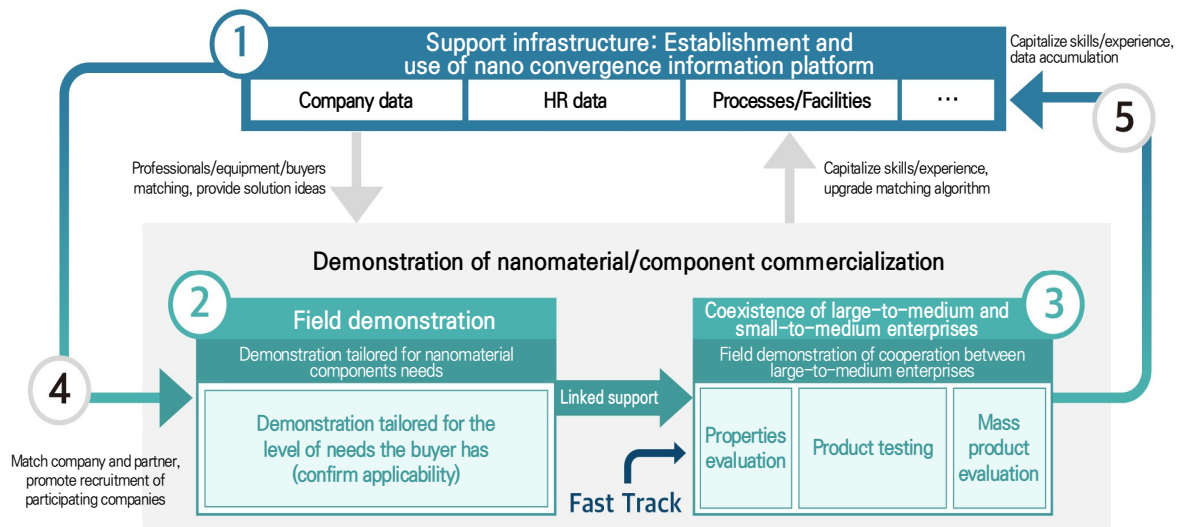 1
Support infrastructure: Establishment and
use of nano convergence information platform
Company data
HR data
Processes/Facilities
...
Capitalize skills/experience,
data accumulation
5
Professionals/equipment/buyers
matching, provide solution ideas
Capitalize skills/experience,
upgrade matching algorithm
Demonstration of nanomaterial/component commercialization
2
Field demonstration
Demonstration tailored for nanomaterial
components needs
Demonstration tailored for the
level of needs the buyer has
(confirm applicability)
Linked support
3
Coexistence of large-to-medium and
small-to-medium enterprises
Field demonstration of cooperation between
large-to-medium enterprises
Properties
evaluation
Product testing
Mass
product
evaluation
Fast Track
4
Match company and partner,
promote recruitment of
participating companies